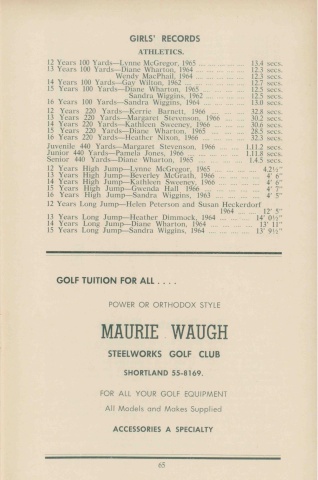 GIRLS' RECORDS
ATHLETICS.
12 Years 100 Yards—Lynne McGregor, 1965 ........ 13.4 secs.
13 Years 100 Yards—Diane Wharton, 1964 ........ 12.3 secs.
Wendy MacPhail, 1964 ........ 12.3 secs.
14 Years 100 Yards—Gay Wilton, 1962 ........ 12.7 secs.
15 Years 100 Yards—Diane Wharton, 1965 ........ 12.5 secs.
Sandra Wiggins, 1962 ........ 12.5 secs.
16 Years 100 Yards—Sandra Wiggins, 1964 ........ 13.0 secs.
12 Years 220 Yards—Kerrie Barnett, 1966 ........ 32.8 secs.
13 Years 220 Yards—Margaret Stevenson, 1966 .... 30.2 secs.
14 Years 220 Yards—Kathleen Sweeney, 1966 .... 30.6 secs.
15 Years 220 Yards—Diane Wharton, 1965 ........ 28.5 secs.
16 Years 220 Yards—Heather Nixon, 1966 ........ 32.3 secs.
Juvenile 440 Yards—Margaret Stevenson, 1966 .... 1.11.2 secs.
Junior 440 Yards—Pamela Jones, 1966 ........ 1.11.8 secs.
Senior 440 Yards—Diane Wharton, 1965 ........ 1.4.5 secs.
12 Years High Jump—Lynne McGregor, 1965 ........ 4.2½"
13 Years High Jump—Beverley McGrath, 1966 ........ 4' 6"
14 Years High Jump—Kathleen Sweeney, 1966 ........ 4' 6"
15 Years High Jump—Gwenda Hall 1966 ........ 4' 7"
16 Years High Jump—Sandra Wiggins, 1963 ........ 4' 5"
12 Years Long Jump—Helen Peterson and Susan Heckerdorf
1964 ........ 12' 5"
13 Years Long Jump—Heather Dimmack, 1964 ........ 14' 0½"
14 Years Long Jump—Diane Wharton, 1964 ........ 13' 11"
15 Years Long Jump—Sandra Wiggins, 1964 ........ 13' 9½"
GOLF TUITION FOR ALL ....
POWER OR ORTHODOX STYLE
MAURIE WAUGH
STEELWORKS GOLF CLUB
SHORTLAND 55-8169.
FOR ALL YOUR GOLF EQUIPMENT
All Models and Makes Supplied
ACCESSORIES A SPECIALTY
65